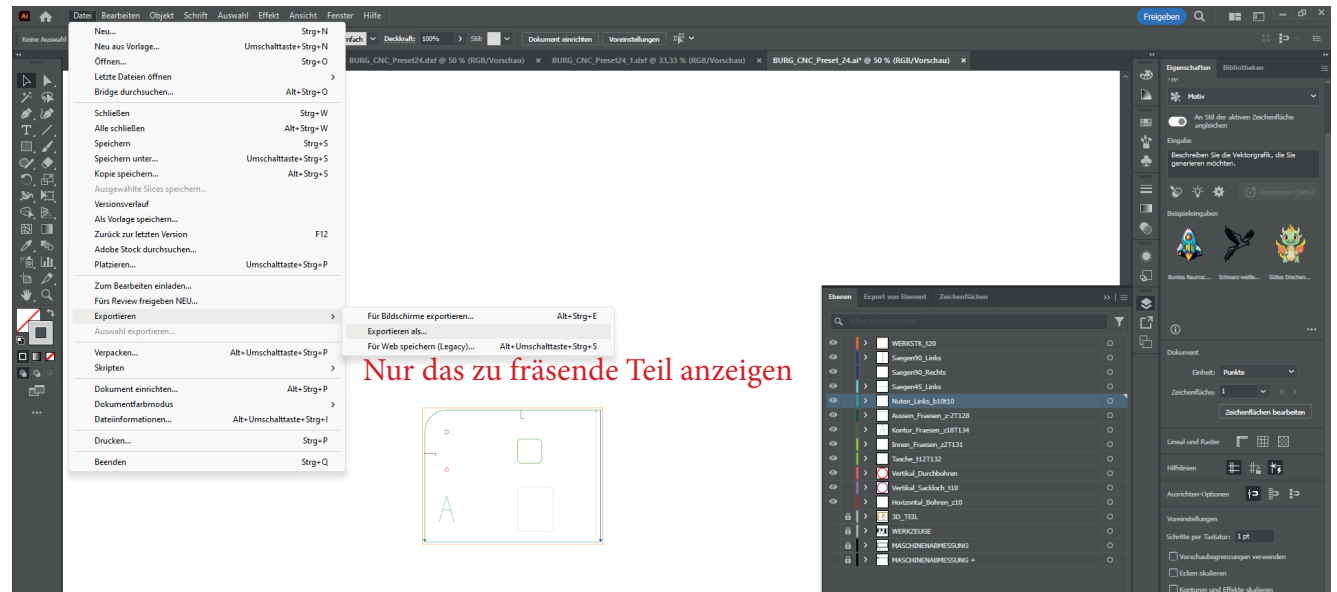 Ai Datei Bearbeiten Objekt Schrift Auswahl Effekt Ansicht Fenster Hilfe Freigeben
Keine Auswahl nfach Deckkraft: 100% Stil: Dokument einrichten Voreinstellungen
BURG_CNC_Preset24.dxf @ 50 % (RGB/Vorschau) × BURG_CNC_Preset24_1.dxf @ 33,33 % (RGB/Vorschau) × BURG_CNC_Preset_24.ai* @ 50 % (RGB/Vorschau) ×
Neu... Strg+N
Neu aus Vorlage... Umschalttaste+Strg+N
Öffnen... Strg+O
Letzte Dateien öffnen
Bridge durchsuchen... Alt+Strg+O
Schließen Strg+W
Alle schließen Alt+Strg+W
Speichern Strg+S
Speichern unter... Umschalttaste+Strg+S
Kopie speichern... Alt+Strg+S
Ausgewählte Slices speichern...
Versionsverlauf
Als Vorlage speichern...
Zurück zur letzten Version F12
Adobe Stock durchsuchen...
Platzieren... Umschalttaste+Strg+P
Zum Bearbeiten einladen...
Fürs Review freigeben NEU...
Exportieren
Auswahl exportieren...
Verpacken... Alt+Umschalttaste+Strg+P
Skripten
Dokument einrichten... Alt+Strg+P
Dokumentfarbmodus
Dateiinformationen... Alt+Umschalttaste+Strg+I
Drucken... Strg+P
Beenden Strg+Q
Für Bildschirme exportieren... Alt+Strg+E
Exportieren als...
Für Web speichern (Legacy)... Alt+Umschalttaste+Strg+S
Nur das zu fräsende Teil anzeigen
L
L
A
Ebenen Export von Element Zeichenflächen
Alles durchsuchen
WERKSTK_t20
Saegen90_Links
Saegen90_Rechts
Saegen45_Links
Nuten_Links_b10t10
Aussen_Fraesen_z-2T128
Kontur_Fraesen_z18T134
Innen_Fraesen_z2T131
Tasche_t12T132
Vertikal_Durchbohren
Vertikal_Sackloch_t10
Horizontal_Bohren_z10
3D_TEIL
WERKZEUGE
MASCHINENABMESSUNG
MASCHINENABMESSUNG +
Eigenschaften Bibliotheken
Motiv
An Stil der aktiven Zeichenfläche
angleichen
Eingabe
Beschreiben Sie die Vektorgrafik, die Sie
generieren möchten.
Generieren (Beta)
Beispieleingaben
Buntes Raumsc... Schwarz-weiße... Süßes Drachen...
Dokument
Einheit: Punkte
Zeichenfläche: 1
Zeichenflächen bearbeiten
Lineal und Raster
Hilfslinien
Ausrichten-Optionen
Voreinstellungen
Schritte per Tastatur: 1 pt
Vorschaubegrenzungen verwenden
Ecken skalieren
Konturen und Effekte skalieren